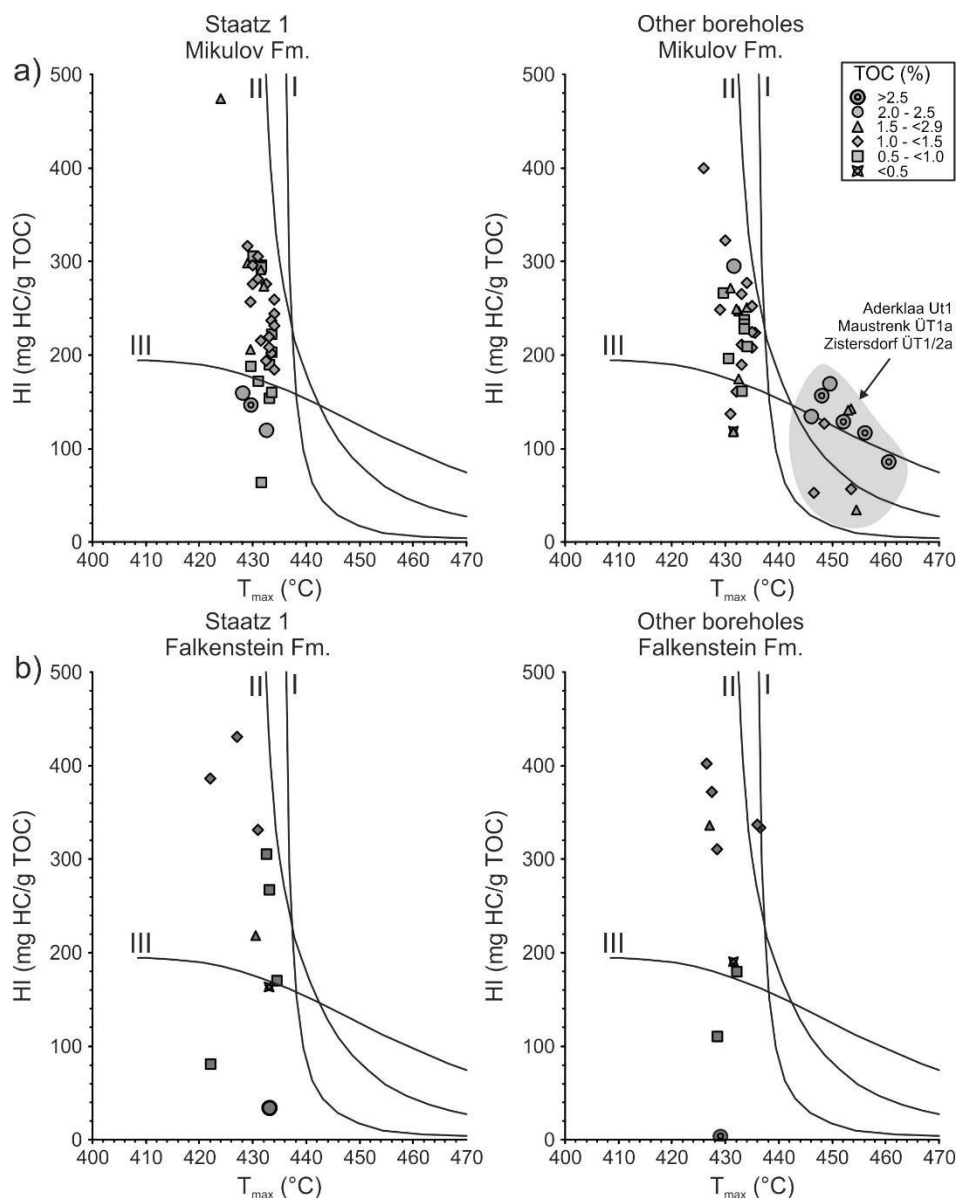 Staatz 1
Mikulov Fm.
Other boreholes
Mikulov Fm.
a)
500
400
300
200
100
0
HI (mg HC/g TOC)
II
I
III
400
410
420
430
440
450
460
470
Tmax (°C)
500
400
300
200
100
0
HI (mg HC/g TOC)
II
I
III
TOC (%)
>2.5
2.0 - 2.5
1.5 - <2.9
1.0 - <1.5
0.5 - <1.0
<0.5
Aderklaa Ut1
Maustrenk ÜT1a
Zistersdorf ÜT1/2a
400
410
420
430
440
450
460
470
Tmax (°C)
Staatz 1
Falkenstein Fm.
Other boreholes
Falkenstein Fm.
b)
500
400
300
200
100
0
HI (mg HC/g TOC)
II
I
III
400
410
420
430
440
450
460
470
Tmax (°C)
500
400
300
200
100
0
HI (mg HC/g TOC)
II
I
III
400
410
420
430
440
450
460
470
Tmax (°C)